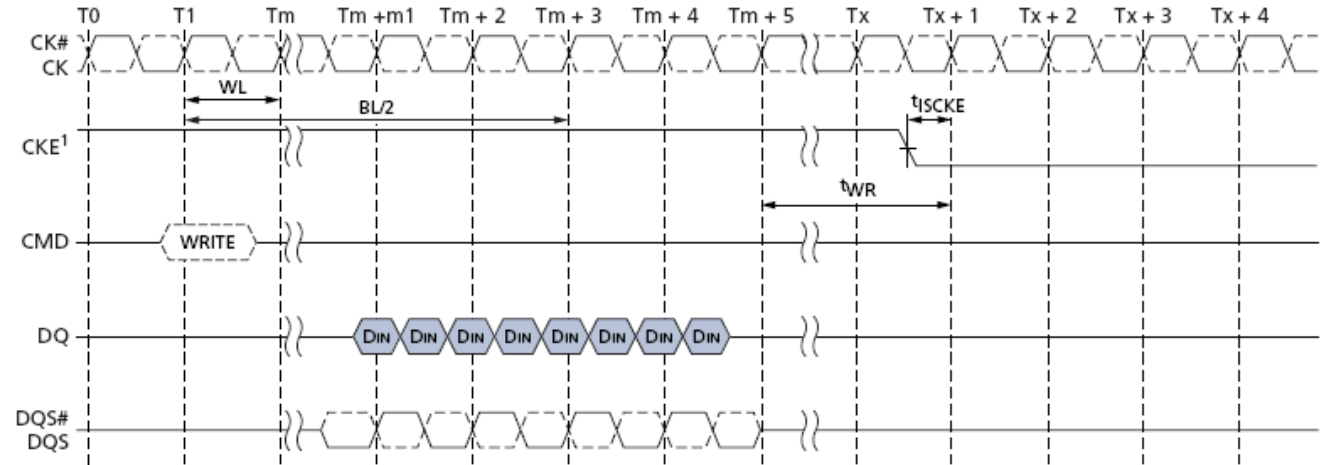 T0 T1 Tm Tm +m1 Tm + 2 Tm + 3 Tm + 4 Tm + 5 Tx Tx + 1 Tx + 2 Tx + 3 Tx + 4
CK#
CK
WL
BL/2
tISCKE
CKE1
tWR
CMD WRITE
DQ DIN DIN DIN DIN DIN DIN DIN DIN
DQS#
DQS